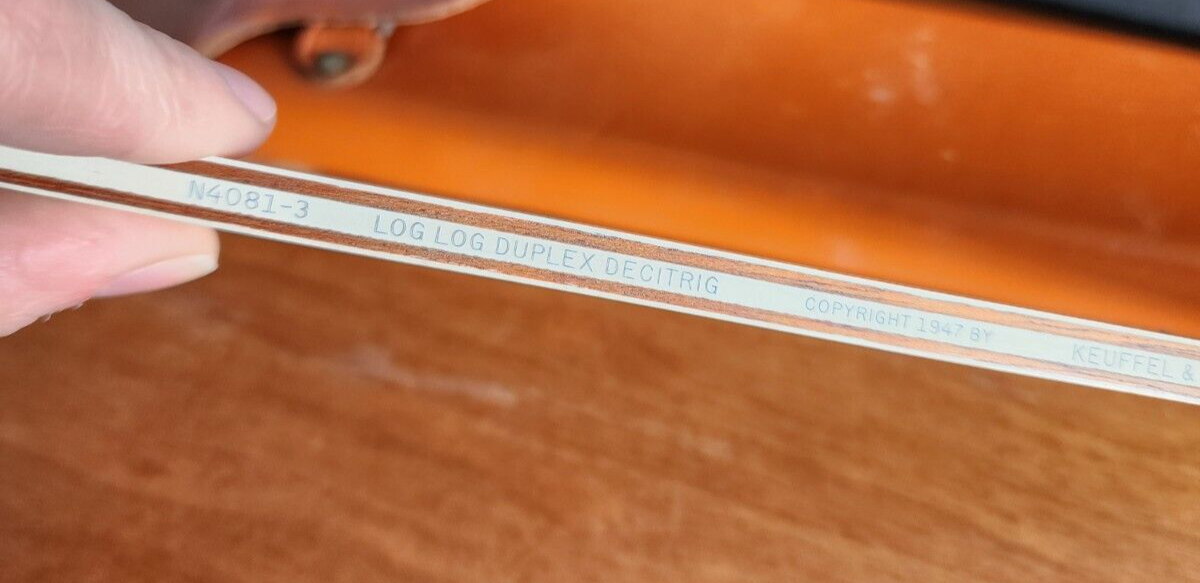 N4081-3 LOG LOG DUPLEX DECITRIG COPYRIGHT 1947 BY KEUFFEL &